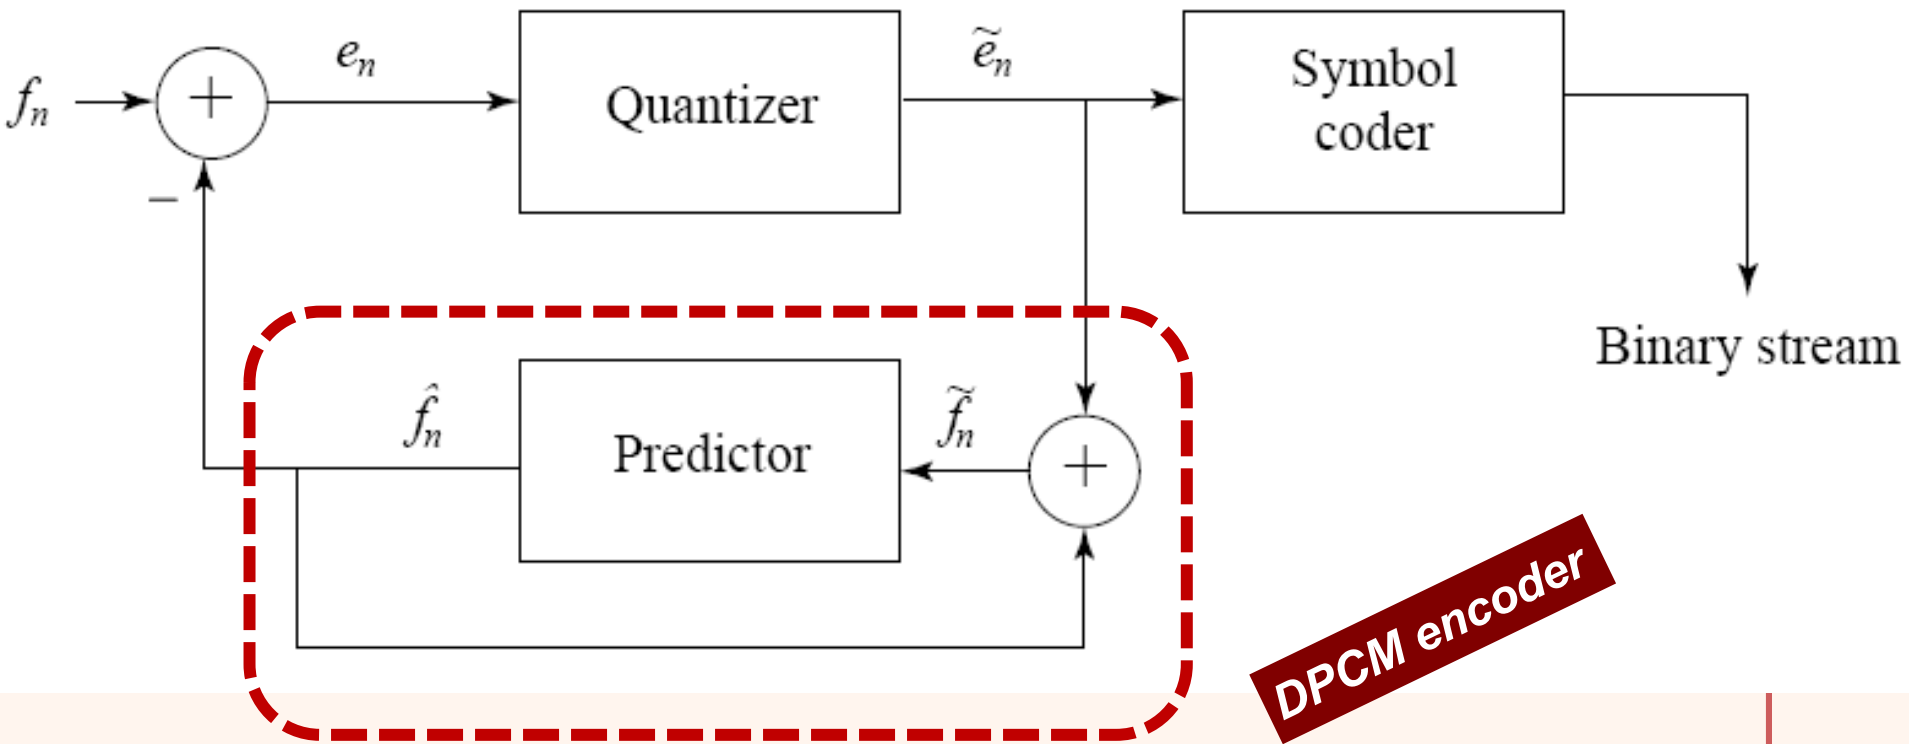 fₙ
+
−
eₙ
Quantizer
ẽₙ
Symbol
coder
Binary stream
f̂ₙ
Predictor
f̃ₙ
+
DPCM encoder